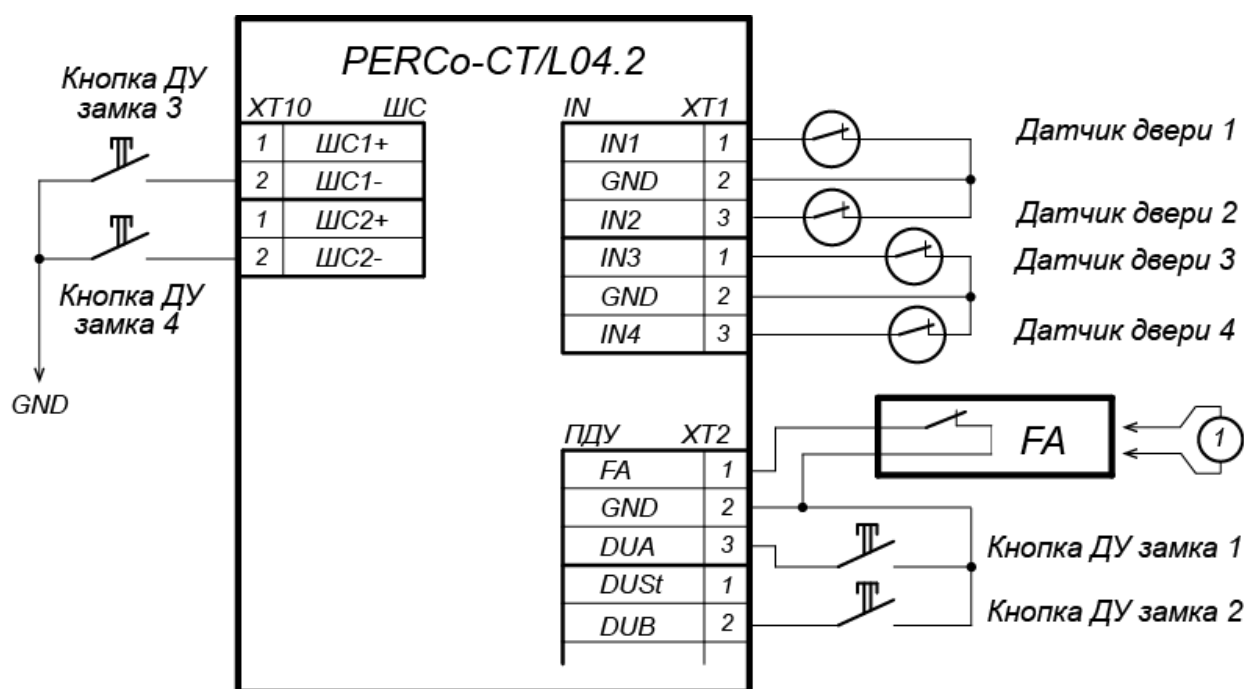 PERCo-CT/L04.2
Кнопка ДУ
замка 3
XT10 ШС
1 ШС1+
2 ШС1-
1 ШС2+
2 ШС2-
Кнопка ДУ
замка 4
GND
IN XT1
IN1 1
GND 2
IN2 3
IN3 1
GND 2
IN4 3
Датчик двери 1
Датчик двери 2
Датчик двери 3
Датчик двери 4
ПДУ XT2
FA 1
GND 2
DUA 3
DUSt 1
DUB 2
FA
1
Кнопка ДУ замка 1
Кнопка ДУ замка 2